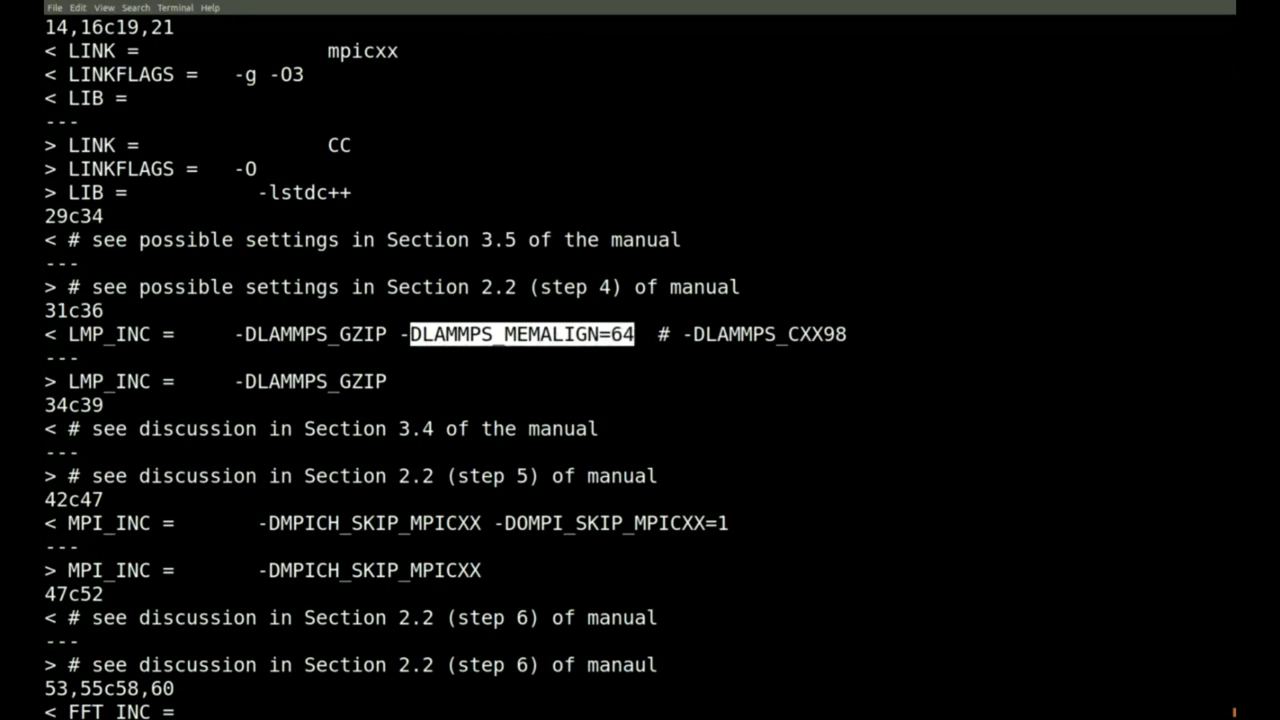 File Edit View Search Terminal Help
14,16c19,21
< LINK = mpicxx
< LINKFLAGS = -g -O3
< LIB =
---
> LINK = CC
> LINKFLAGS = -O
> LIB = -lstdc++
29c34
< # see possible settings in Section 3.5 of the manual
---
> # see possible settings in Section 2.2 (step 4) of manual
31c36
< LMP_INC = -DLAMMPS_GZIP -DLAMMPS_MEMALIGN=64 # -DLAMMPS_CXX98
---
> LMP_INC = -DLAMMPS_GZIP
34c39
< # see discussion in Section 3.4 of the manual
---
> # see discussion in Section 2.2 (step 5) of manual
42c47
< MPI_INC = -DMPICH_SKIP_MPICXX -DOMPI_SKIP_MPICXX=1
---
> MPI_INC = -DMPICH_SKIP_MPICXX
47c52
< # see discussion in Section 2.2 (step 6) of manual
---
> # see discussion in Section 2.2 (step 6) of manaul
53,55c58,60
< FFT_INC =